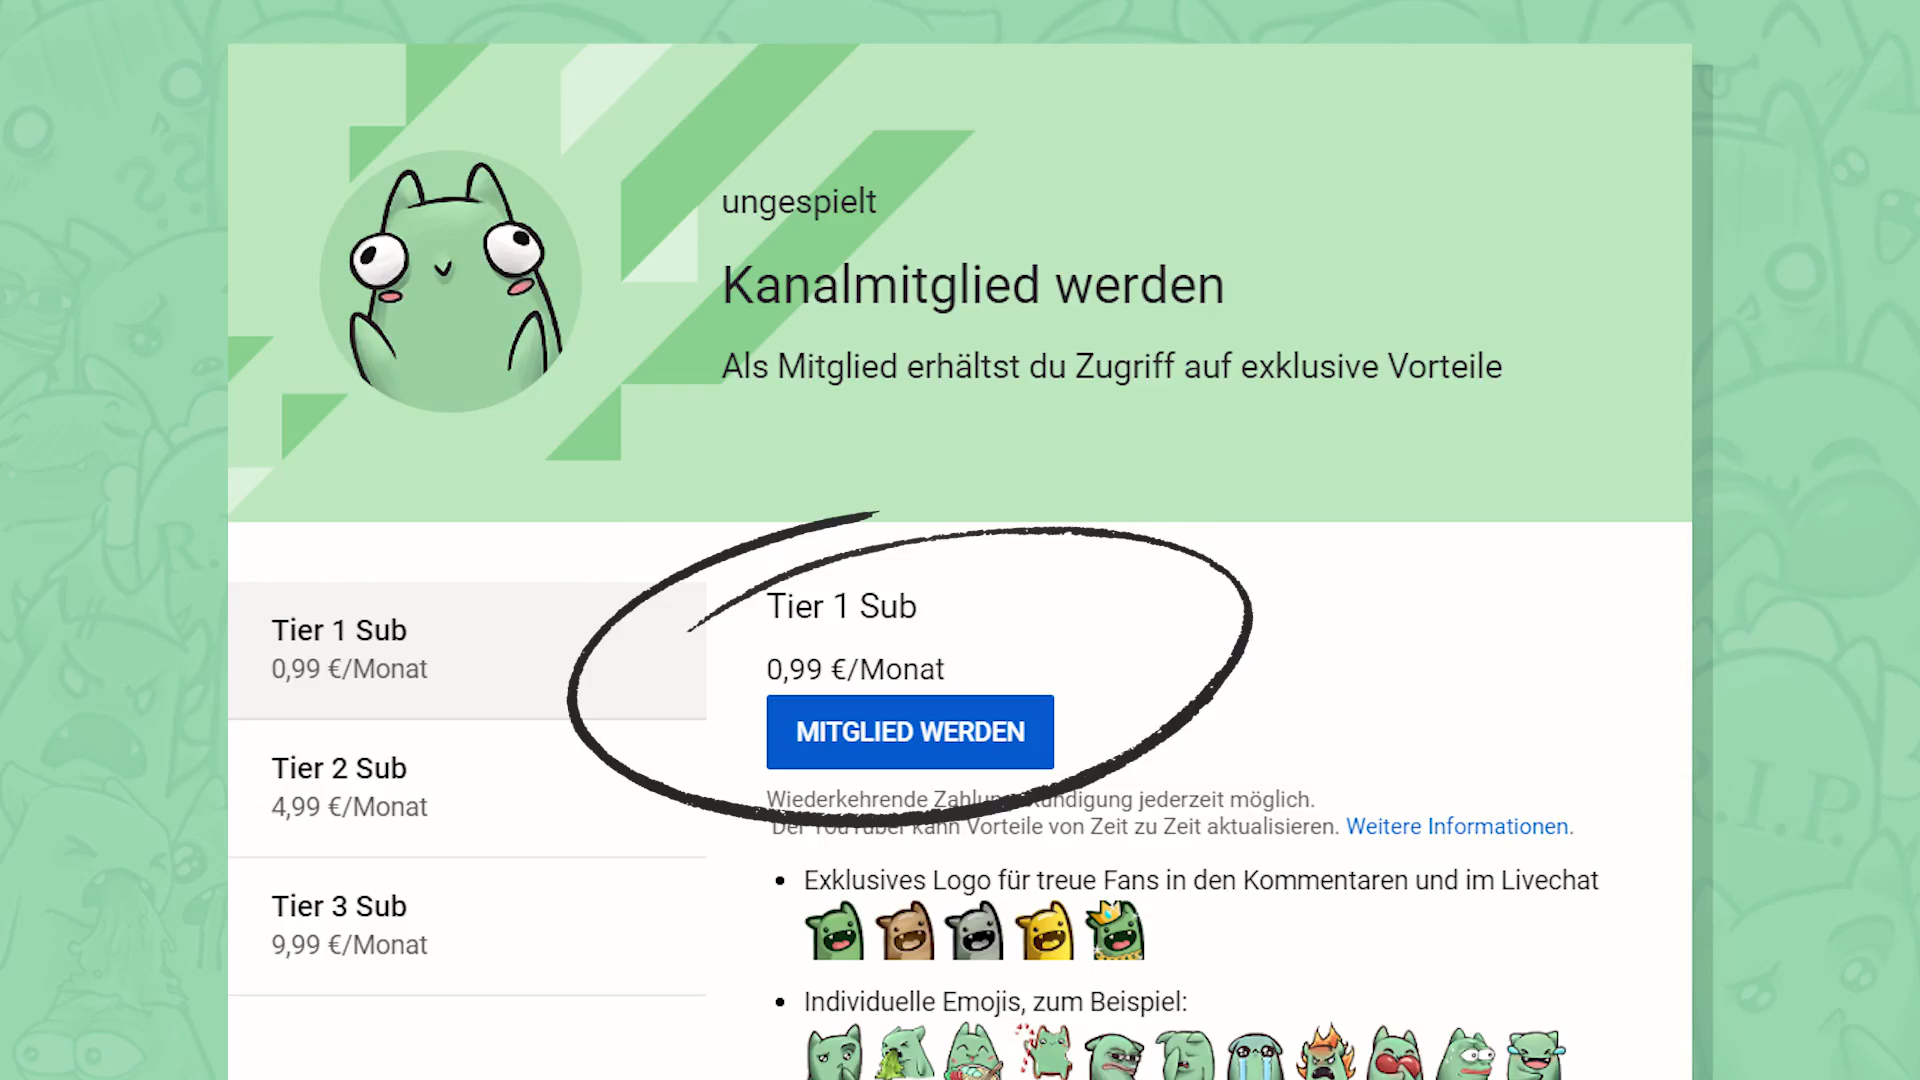 ungespielt
Kanalmitglied werden
Als Mitglied erhältst du Zugriff auf exklusive Vorteile
Tier 1 Sub
0,99 €/Monat
Tier 2 Sub
4,99 €/Monat
Tier 3 Sub
9,99 €/Monat
Tier 1 Sub
0,99 €/Monat
MITGLIED WERDEN
Wiederkehrende Zahlung. Kündigung jederzeit möglich.
Der YouTuber kann Vorteile von Zeit zu Zeit aktualisieren. Weitere Informationen.
• Exklusives Logo für treue Fans in den Kommentaren und im Livechat
• Individuelle Emojis, zum Beispiel:
R.
R.I.P.